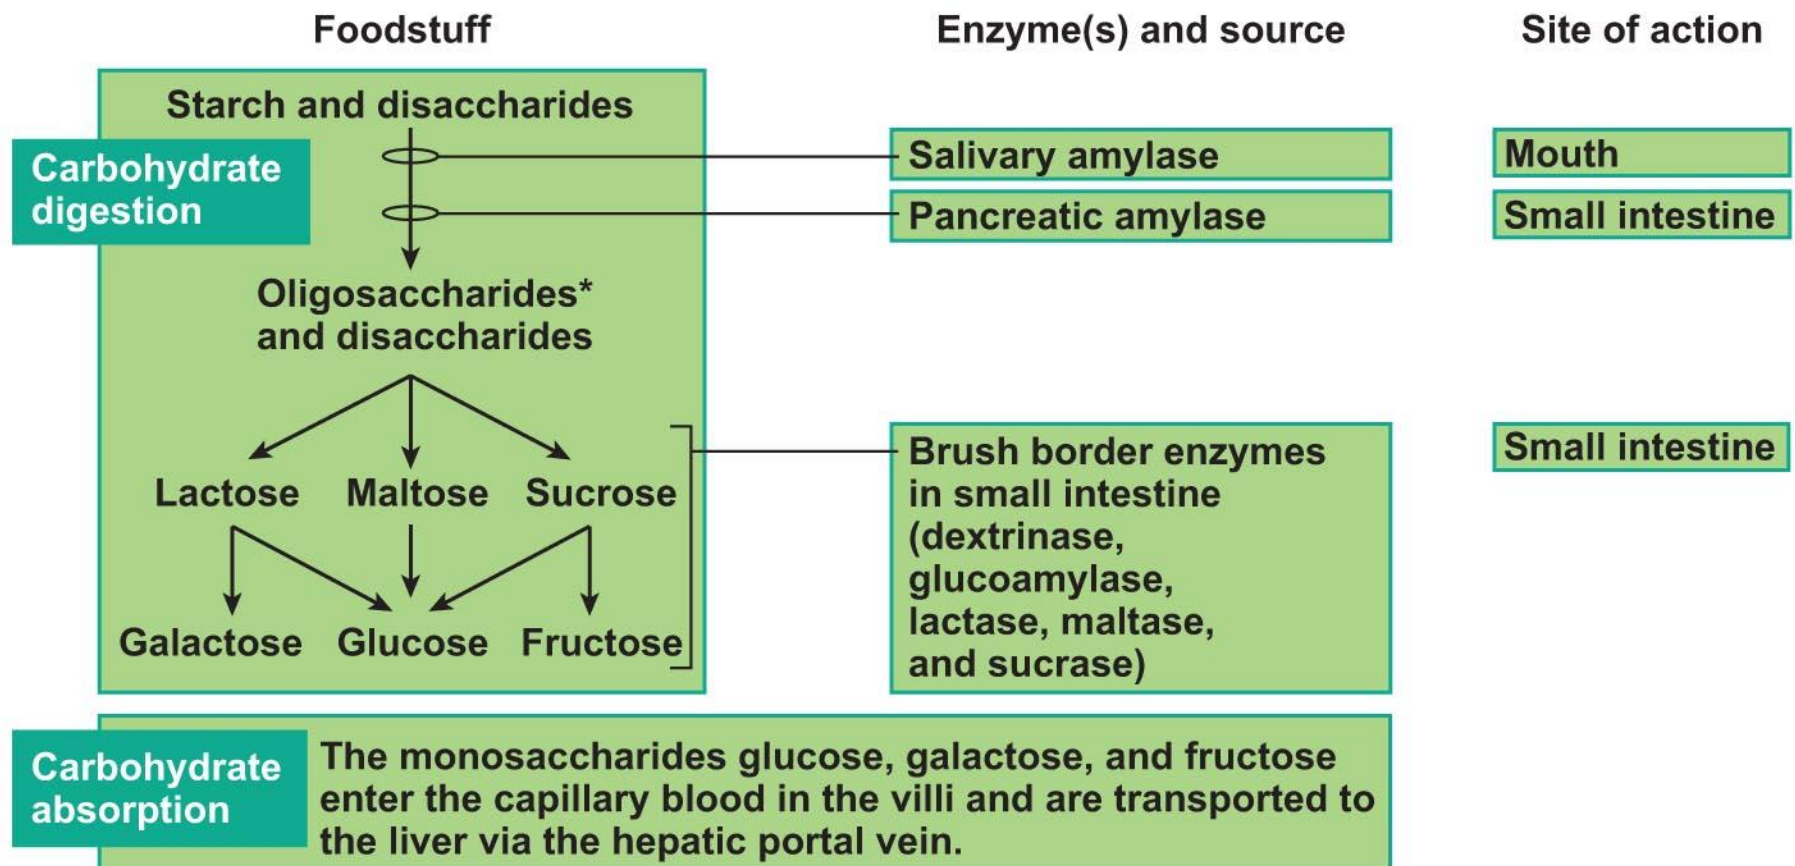 Foodstuff
Enzyme(s) and source
Site of action
Starch and disaccharides
Carbohydrate
digestion
Salivary amylase
Mouth
Pancreatic amylase
Small intestine
Oligosaccharides*
and disaccharides
Lactose Maltose Sucrose
Galactose Glucose Fructose
Brush border enzymes
in small intestine
(dextrinase,
glucoamylase,
lactase, maltase,
and sucrase)
Small intestine
Carbohydrate
absorption
The monosaccharides glucose, galactose, and fructose
enter the capillary blood in the villi and are transported to
the liver via the hepatic portal vein.